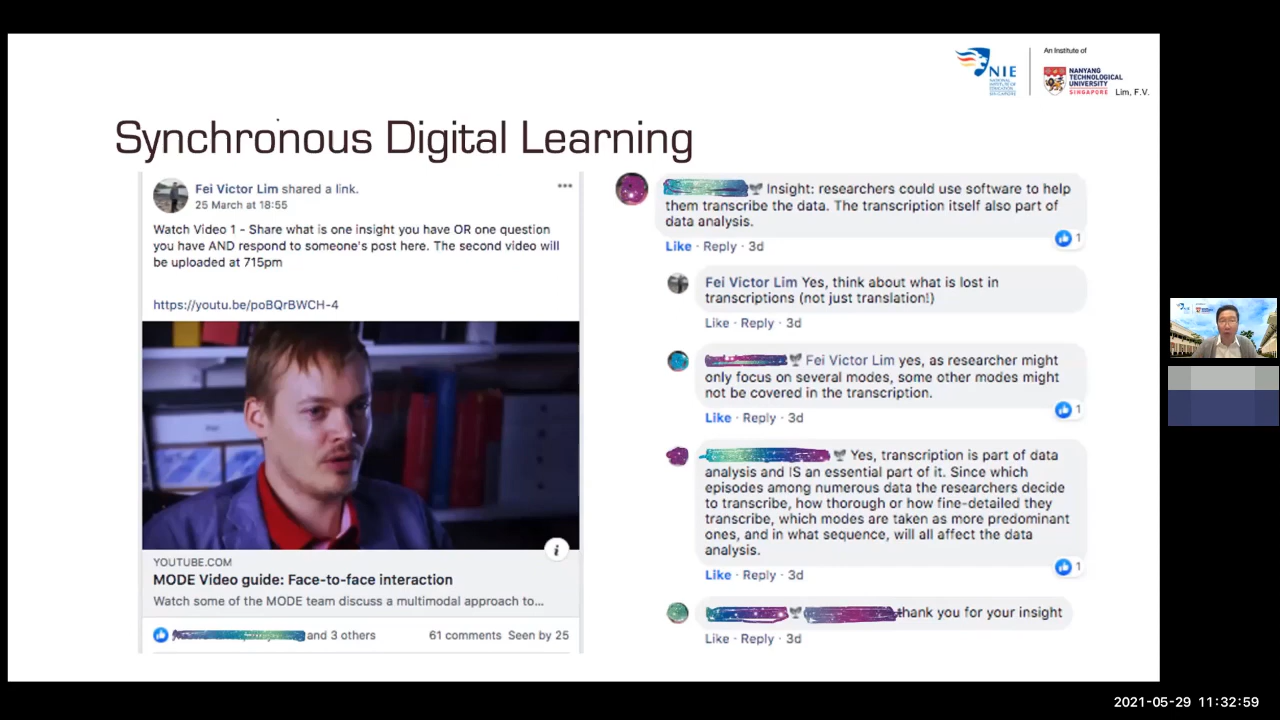 NIE
NATIONAL
INSTITUTE OF
EDUCATION
An Institute of
NANYANG
TECHNOLOGICAL
UNIVERSITY
SINGAPORE
Lim, F.V.
Synchronous Digital Learning
Fei Victor Lim shared a link.
25 March at 18:55
Watch Video 1 - Share what is one insight you have OR one question
you have AND respond to someone's post here. The second video will
be uploaded at 715pm
https://youtu.be/poBQrBWCH-4
YOUTUBE.COM
MODE Video guide: Face-to-face interaction
Watch some of the MODE team discuss a multimodal approach to...
and 3 others 61 comments Seen by 25
Insight: researchers could use software to help
them transcribe the data. The transcription itself also part of
data analysis.
1
Like · Reply · 3d
Fei Victor Lim Yes, think about what is lost in
transcriptions (not just translation!)
Like · Reply · 3d
Fei Victor Lim yes, as researcher might
only focus on several modes, some other modes might
not be covered in the transcription.
1
Like · Reply · 3d
Yes, transcription is part of data
analysis and IS an essential part of it. Since which
episodes among numerous data the researchers decide
to transcribe, how thorough or how fine-detailed they
transcribe, which modes are taken as more predominant
ones, and in what sequence, will all affect the data
analysis.
1
Like · Reply · 3d
thank you for your insight
Like · Reply · 3d
2021-05-29 11:32:59